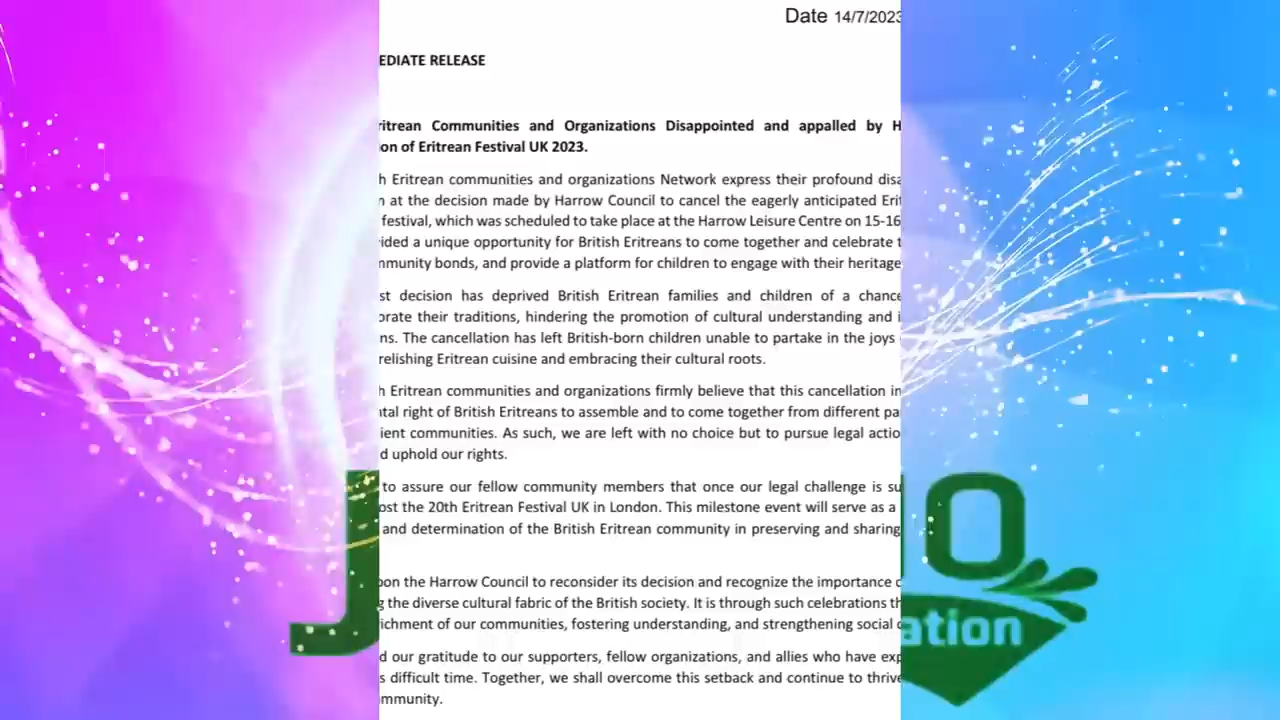 Date 14/7/2023
EDIATE RELEASE
ritrean Communities and Organizations Disappointed and appalled by H
on of Eritrean Festival UK 2023.
h Eritrean communities and organizations Network express their profound disa
n at the decision made by Harrow Council to cancel the eagerly anticipated Erit
festival, which was scheduled to take place at the Harrow Leisure Centre on 15-16
vided a unique opportunity for British Eritreans to come together and celebrate t
mmunity bonds, and provide a platform for children to engage with their heritage
st decision has deprived British Eritrean families and children of a chance
orate their traditions, hindering the promotion of cultural understanding and i
ns. The cancellation has left British-born children unable to partake in the joys
relishing Eritrean cuisine and embracing their cultural roots.
h Eritrean communities and organizations firmly believe that this cancellation in
ntal right of British Eritreans to assemble and to come together from different pa
ient communities. As such, we are left with no choice but to pursue legal actio
d uphold our rights.
to assure our fellow community members that once our legal challenge is su
ost the 20th Eritrean Festival UK in London. This milestone event will serve as a
and determination of the British Eritrean community in preserving and sharing
pon the Harrow Council to reconsider its decision and recognize the importance o
g the diverse cultural fabric of the British society. It is through such celebrations th
ichment of our communities, fostering understanding, and strengthening social c
d our gratitude to our supporters, fellow organizations, and allies who have exp
s difficult time. Together, we shall overcome this setback and continue to thrive
mmunity.
J O
ation